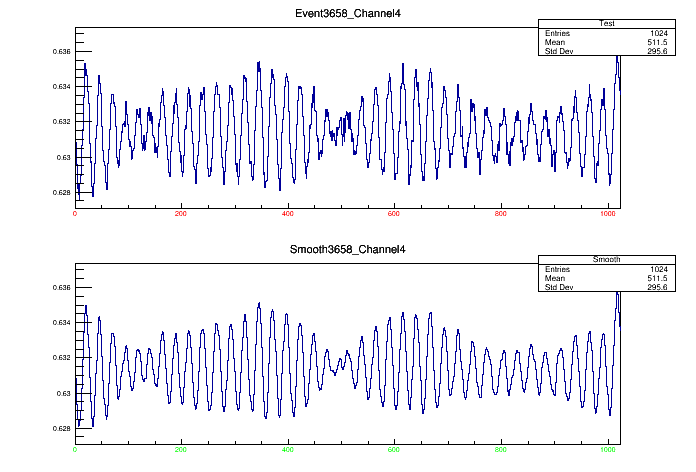 Event3658_Channel4
Test
Entries 1024
Mean 511.5
Std Dev 295.6
0.636
0.634
0.632
0.63
0.628
0 200 400 600 800 1000
Smooth3658_Channel4
Smooth
Entries 1024
Mean 511.5
Std Dev 295.6
0.636
0.634
0.632
0.63
0.628
0 200 400 600 800 1000